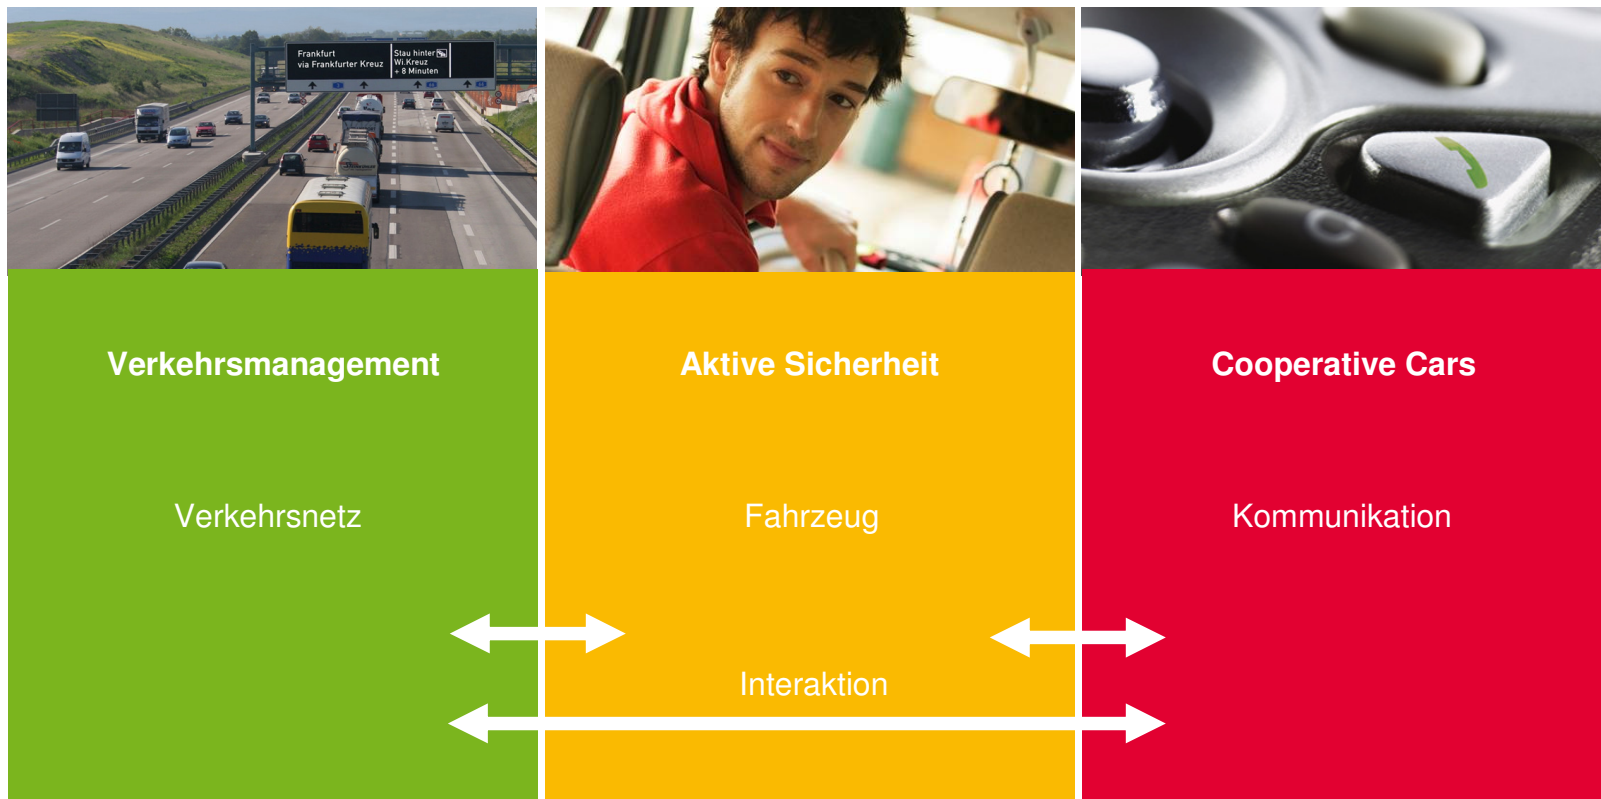 Frankfurt
via Frankfurter Kreuz
Stau hinter
Wi.Kreuz
+ 8 Minuten
Verkehrsmanagement
Aktive Sicherheit
Cooperative Cars
Verkehrsnetz
Fahrzeug
Kommunikation
Interaktion